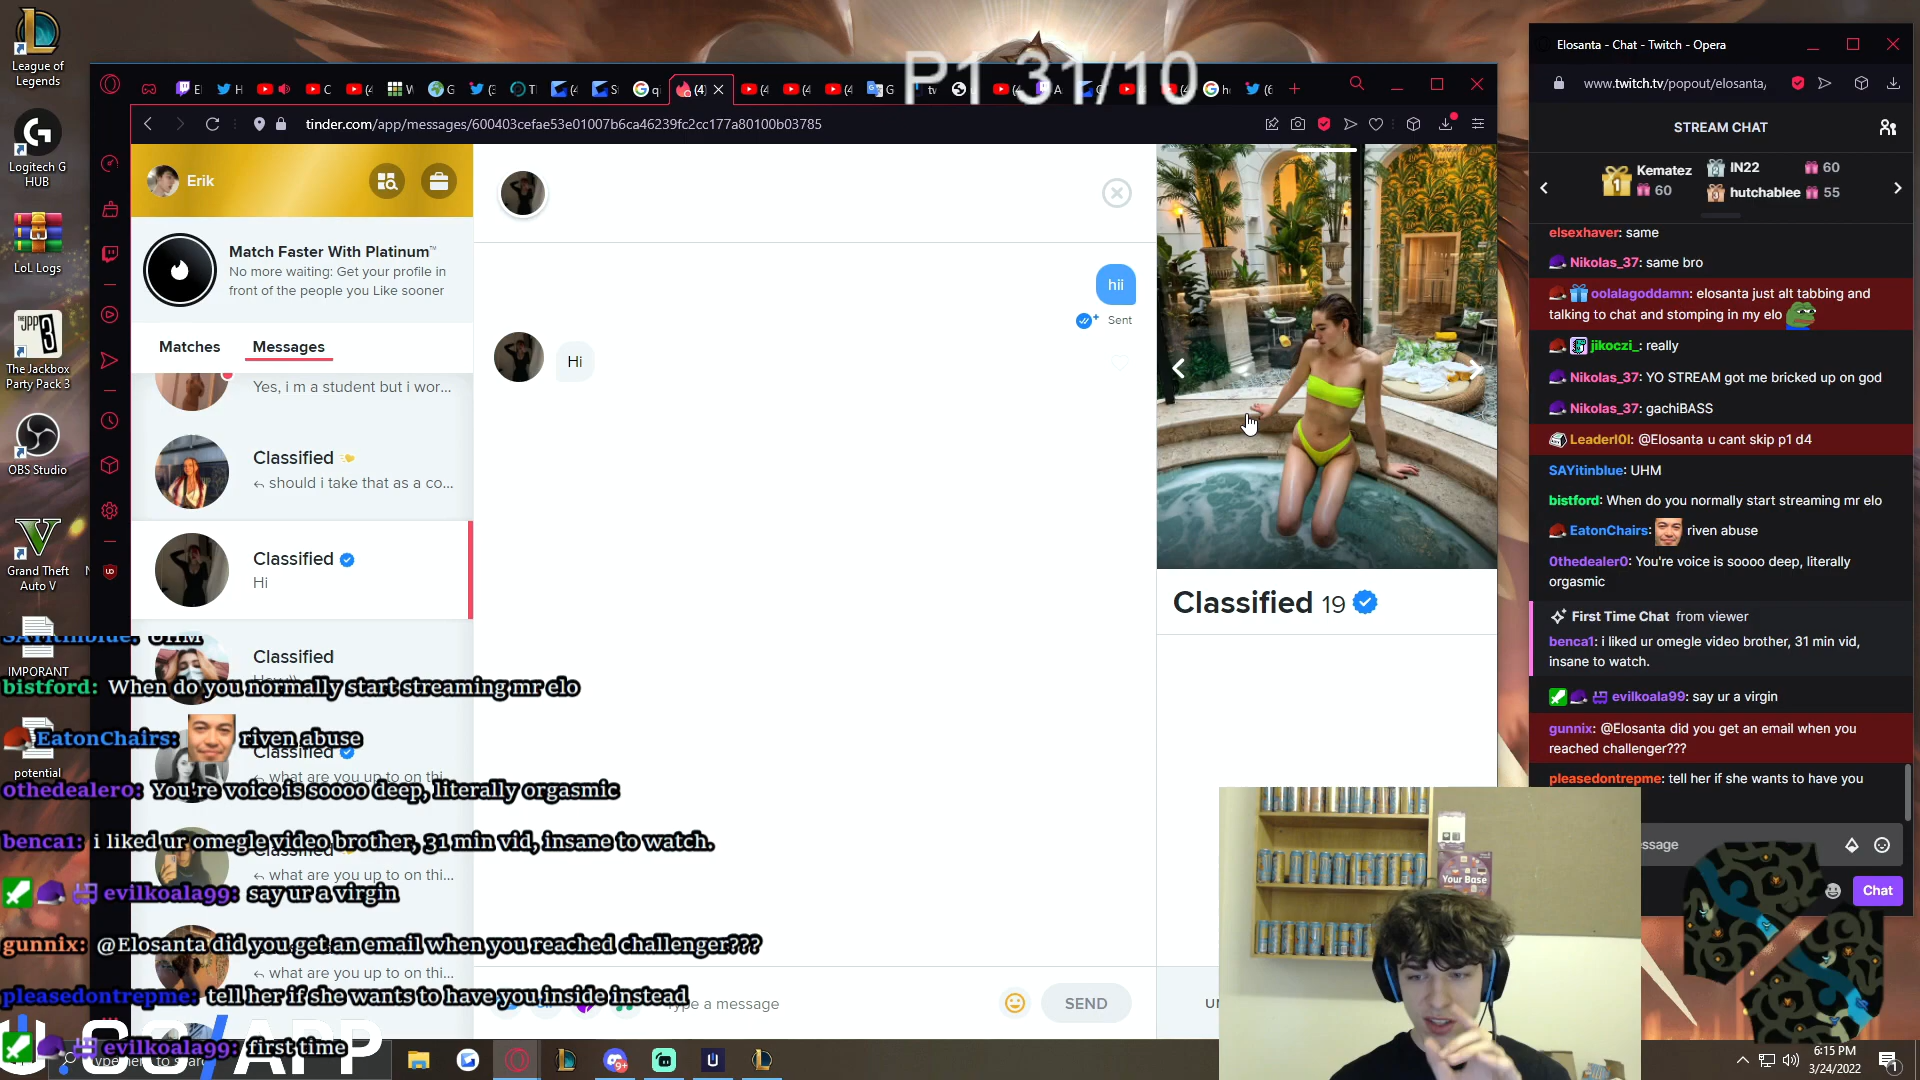 League of
Legends
Logitech G
HUB
LoL Logs
The Jackbox
Party Pack 3
OBS Studio
Grand Theft
Auto V
IMPORANT
potential
P1 31/10
tinder.com/app/messages/600403cefae53e01007b6ca46239fc2cc177a80100b03785
Erik
Match Faster With Platinum™
No more waiting: Get your profile in
front of the people you Like sooner
Matches
Messages
Yes, i m a student but i wor...
Classified
should i take that as a co...
Classified
Hi
Classified
Classified
what are you up to on thi...
Classified
what are you up to on thi...
what are you up to on thi...
hii
Sent
Hi
Type a message
SEND
Classified 19
SAYitinblue: UHM
bistford: When do you normally start streaming mr elo
EatonChairs: riven abuse
0thedealer0: You're voice is soooo deep, literally orgasmic
benca1: i liked ur omegle video brother, 31 min vid, insane to watch.
evilkoala99: say ur a virgin
gunnix: @Elosanta did you get an email when you reached challenger???
pleasedontrepme: tell her if she wants to have you inside instead
evilkoala99: first time
Elosanta - Chat - Twitch - Opera
www.twitch.tv/popout/elosanta/
STREAM CHAT
1 Kematez 60
2 IN22 60
3 hutchablee 55
elsexhaver: same
Nikolas_37: same bro
oolalagoddamn: elosanta just alt tabbing and
talking to chat and stomping in my elo
jikoczi_: really
Nikolas_37: YO STREAM got me bricked up on god
Nikolas_37: gachiBASS
Leaderl0l: @Elosanta u cant skip p1 d4
SAYitinblue: UHM
bistford: When do you normally start streaming mr elo
EatonChairs: riven abuse
0thedealer0: You're voice is soooo deep, literally
orgasmic
First Time Chat from viewer
benca1: i liked ur omegle video brother, 31 min vid,
insane to watch.
evilkoala99: say ur a virgin
gunnix: @Elosanta did you get an email when you
reached challenger???
pleasedontrepme: tell her if she wants to have you
Chat
Your Base
6:15 PM
3/24/2022